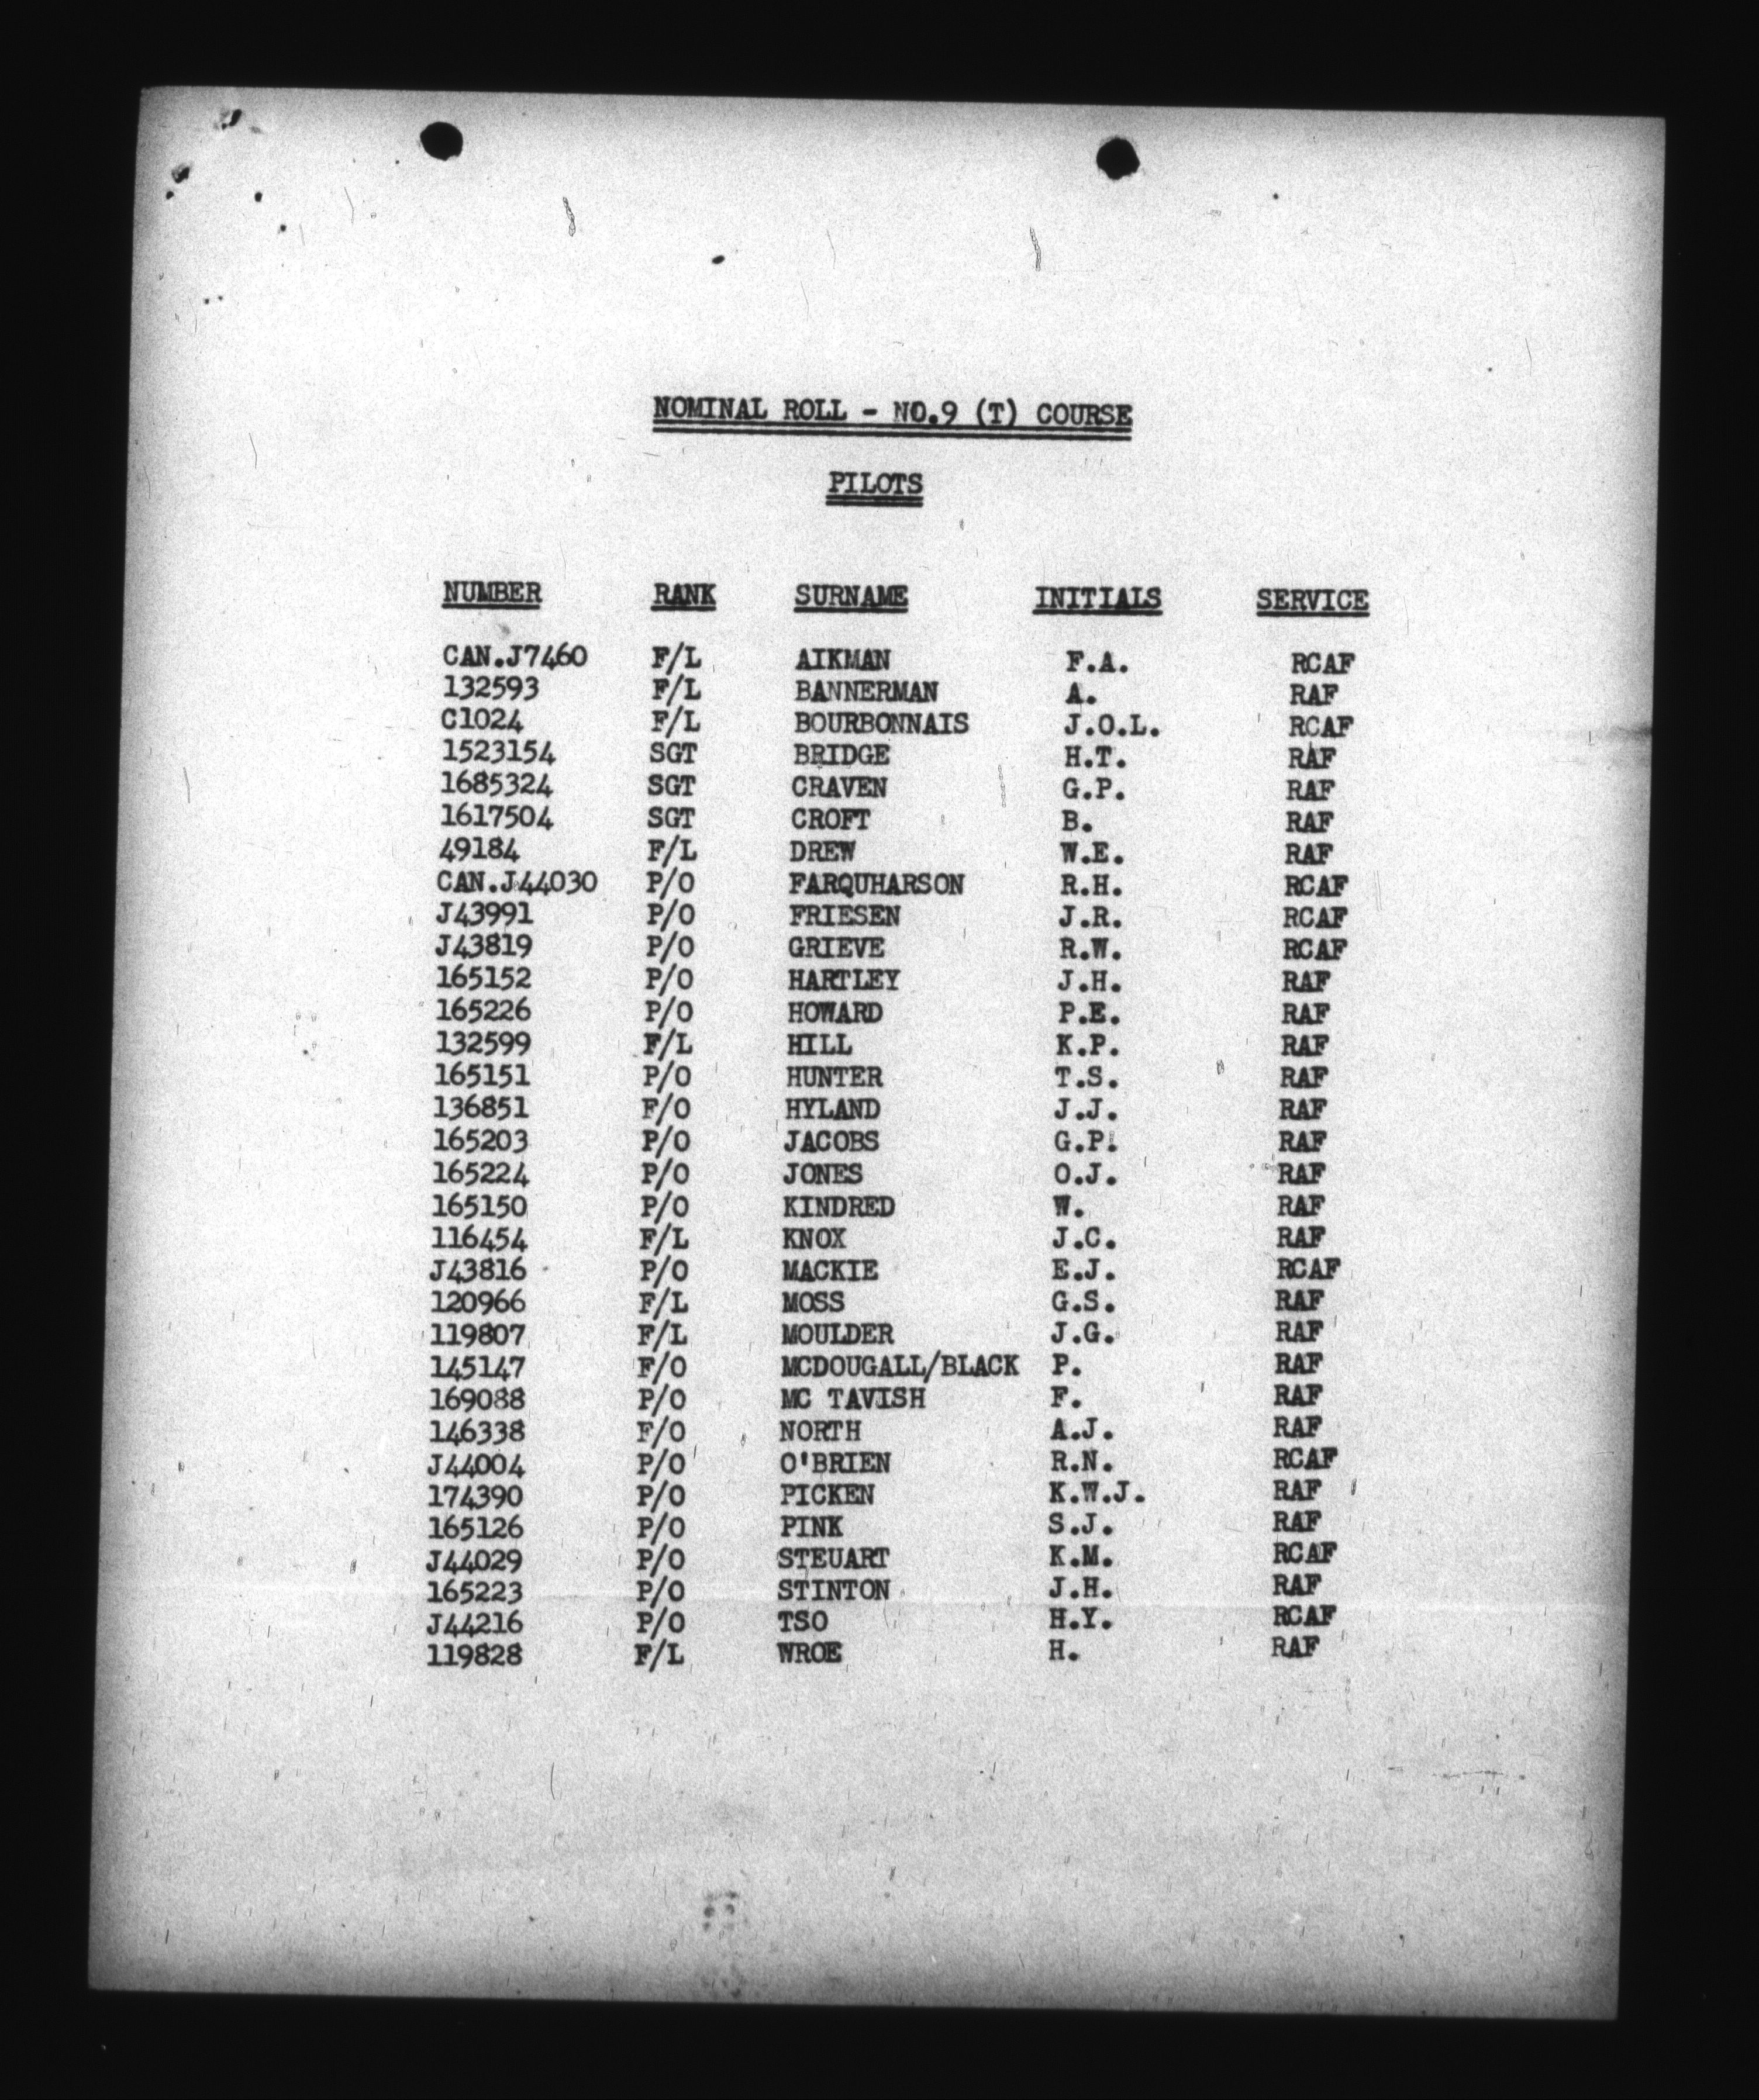 NOMINAL ROLL - NO.9 (T) COURSE
PILOTS
NUMBER RANK SURNAME INITIALS SERVICE
CAN.J7460 F/L AIKMAN F.A. RCAF
132593 F/L BANNERMAN A. RAF
C1024 F/L BOURBONNAIS J.O.L. RCAF
1523154 SGT BRIDGE H.T. RAF
1685324 SGT CRAVEN G.P. RAF
1617504 SGT CROFT B. RAF
49184 F/L DREW W.E. RAF
CAN.J44030 P/O FARQUHARSON R.H. RCAF
J43991 P/O FRIESEN J.R. RCAF
J43819 P/O GRIEVE R.W. RCAF
165152 P/O HARTLEY J.H. RAF
165226 P/O HOWARD P.E. RAF
132599 F/L HILL K.P. RAF
165151 P/O HUNTER T.S. RAF
136851 F/O HYLAND J.J. RAF
165203 P/O JACOBS G.P. RAF
165224 P/O JONES O.J. RAF
165150 P/O KINDRED W. RAF
116454 F/L KNOX J.C. RAF
J43816 P/O MACKIE E.J. RCAF
120966 F/L MOSS G.S. RAF
119807 F/L MOULDER J.G. RAF
145147 F/O MCDOUGALL/BLACK P. RAF
169088 P/O MC TAVISH F. RAF
146338 F/O NORTH A.J. RAF
J44004 P/O O'BRIEN R.N. RCAF
174390 P/O PICKEN K.W.J. RAF
165126 P/O PINK S.J. RAF
J44029 P/O STEUART K.M. RCAF
165223 P/O STINTON J.H. RAF
J44216 P/O TSO H.Y. RCAF
119828 F/L WROE H. RAF